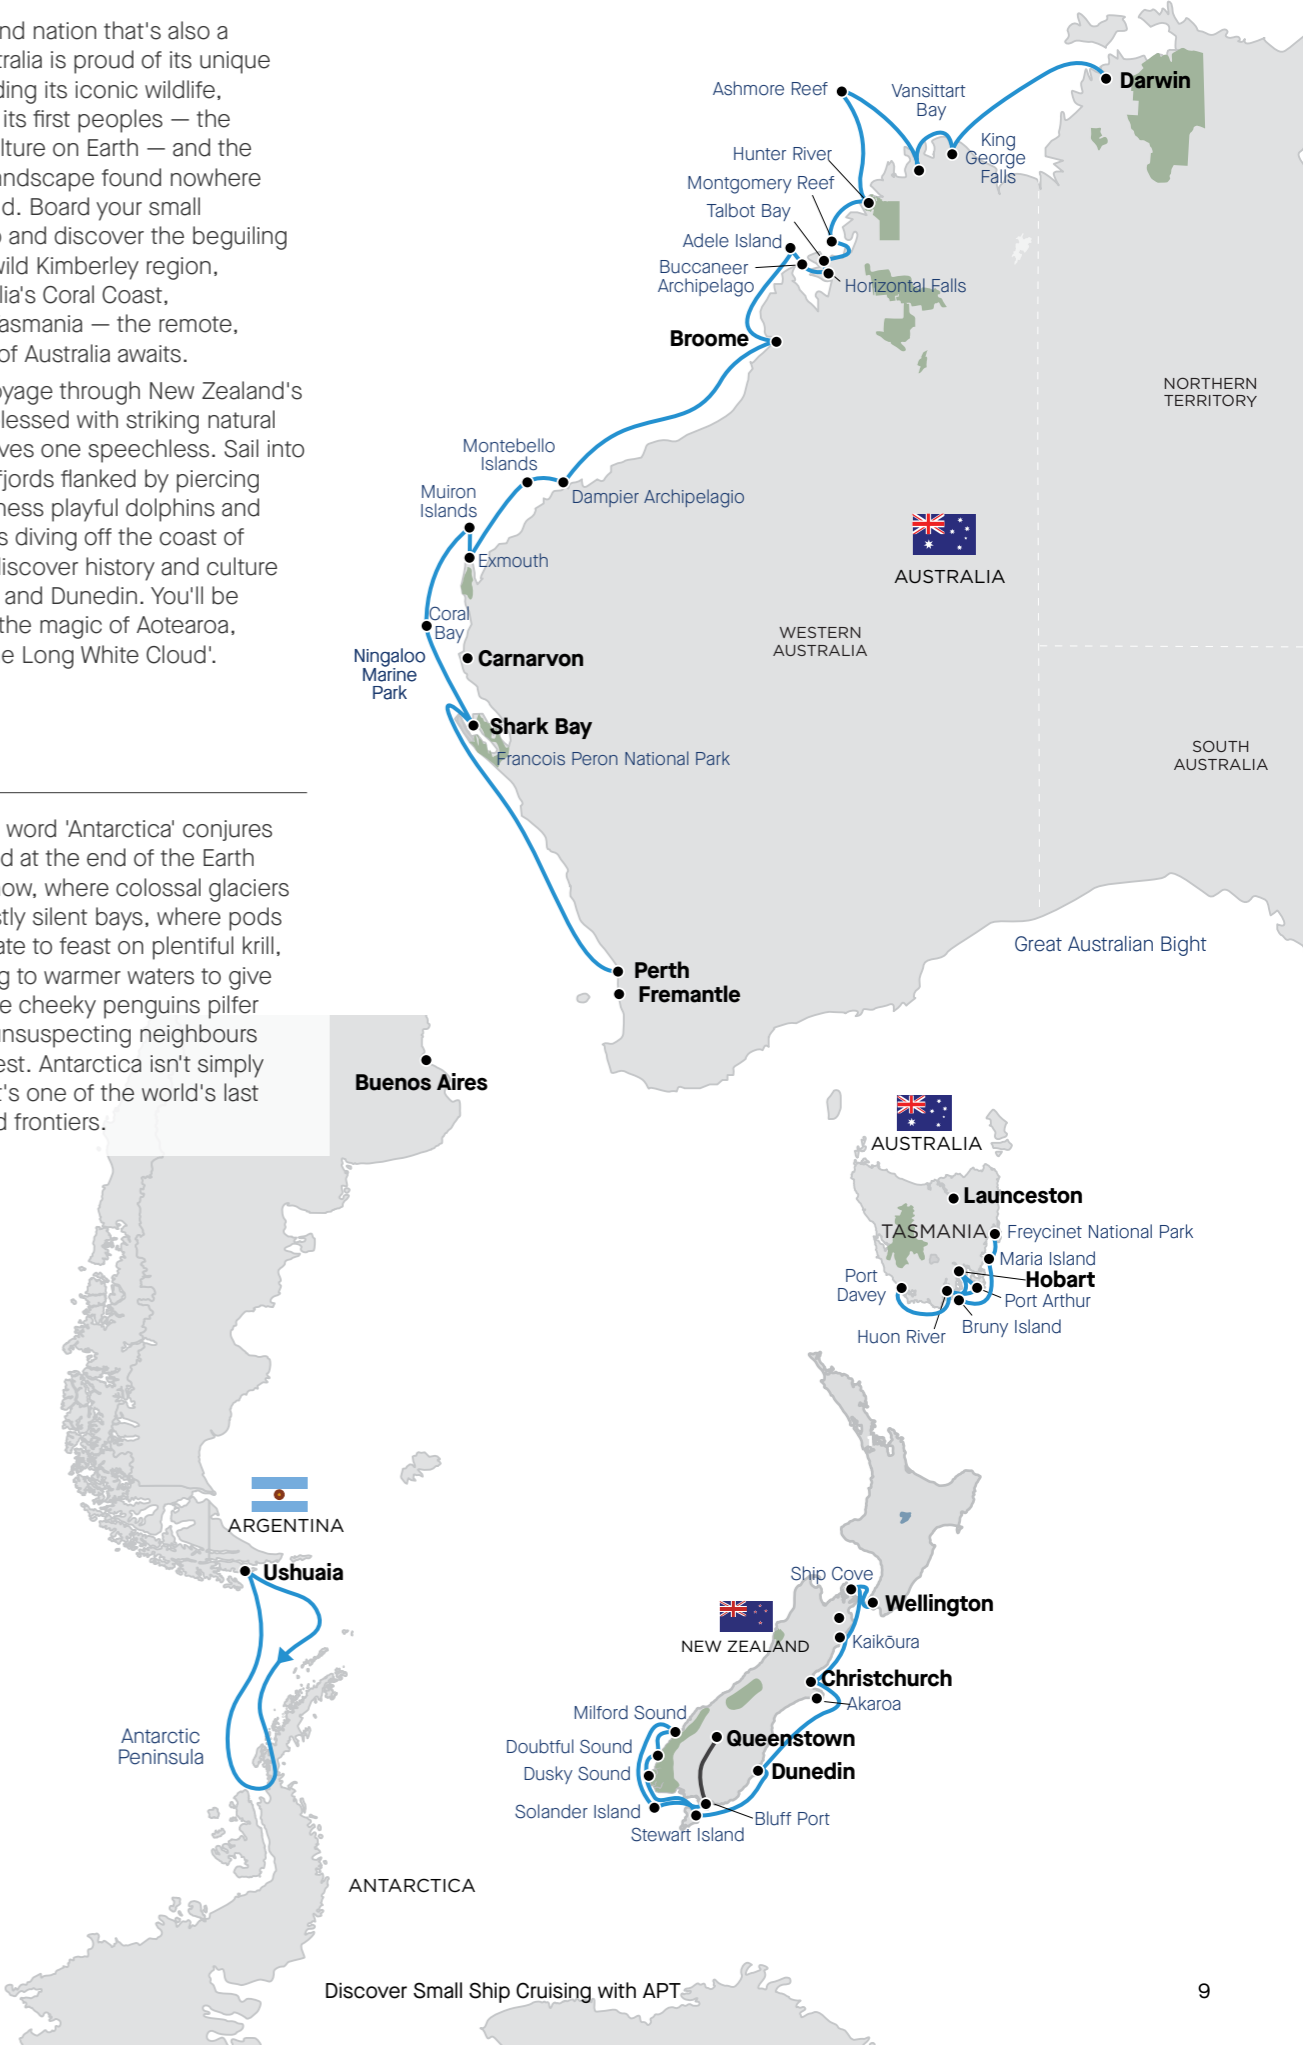 nd nation that's also a
tralia is proud of its unique
ding its iconic wildlife,
its first peoples — the
lture on Earth — and the
andscape found nowhere
d. Board your small
o and discover the beguiling
vild Kimberley region,
lia's Coral Coast,
asmania — the remote,
of Australia awaits.
oyage through New Zealand's
lessed with striking natural
ves one speechless. Sail into
fjords flanked by piercing
ness playful dolphins and
s diving off the coast of
discover history and culture
and Dunedin. You'll be
the magic of Aotearoa,
e Long White Cloud'.
word 'Antarctica' conjures
d at the end of the Earth
now, where colossal glaciers
stly silent bays, where pods
ate to feast on plentiful krill,
g to warmer waters to give
e cheeky penguins pilfer
unsuspecting neighbours
est. Antarctica isn't simply
t's one of the world's last
d frontiers.
Darwin
Ashmore Reef
Vansittart
Bay
King
George
Falls
Hunter River
Montgomery Reef
Talbot Bay
Adele Island
Buccaneer
Archipelago
Horizontal Falls
Broome
NORTHERN
TERRITORY
Montebello
Islands
Dampier Archipelagio
Muiron
Islands
Exmouth
AUSTRALIA
Coral
Bay
WESTERN
AUSTRALIA
Ningaloo
Marine
Park
Carnarvon
Shark Bay
Francois Peron National Park
SOUTH
AUSTRALIA
Great Australian Bight
Perth
Fremantle
Buenos Aires
AUSTRALIA
Launceston
TASMANIA
Freycinet National Park
Maria Island
Hobart
Port Arthur
Port
Davey
Bruny Island
Huon River
ARGENTINA
Ushuaia
Antarctic
Peninsula
Ship Cove
Wellington
NEW ZEALAND
Kaikōura
Christchurch
Akaroa
Milford Sound
Queenstown
Doubtful Sound
Dusky Sound
Dunedin
Solander Island
Bluff Port
Stewart Island
ANTARCTICA
Discover Small Ship Cruising with APT
9